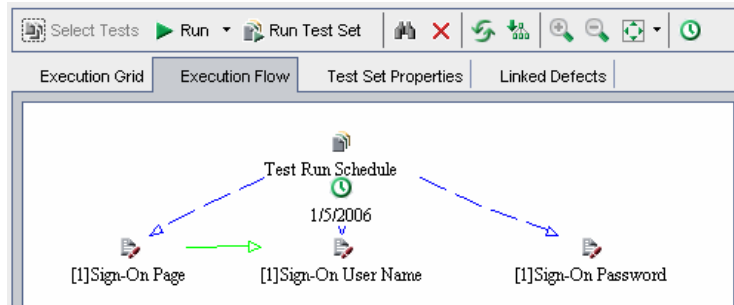 Select Tests Run Run Test Set
Execution Grid Execution Flow Test Set Properties Linked Defects
Test Run Schedule
1/5/2006
[1]Sign-On Page [1]Sign-On User Name [1]Sign-On Password